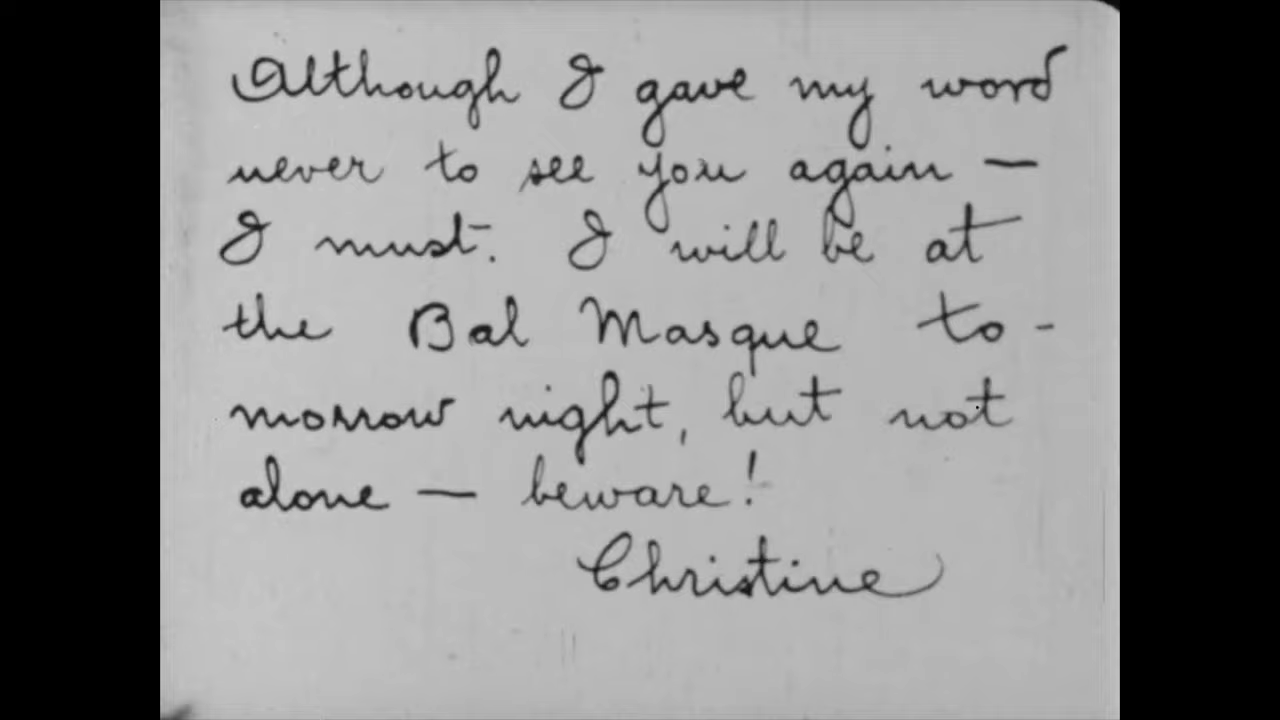 Although I gave my word
never to see you again —
I must. I will be at
the Bal Masque to-
morrow night, but not
alone — beware!
Christine